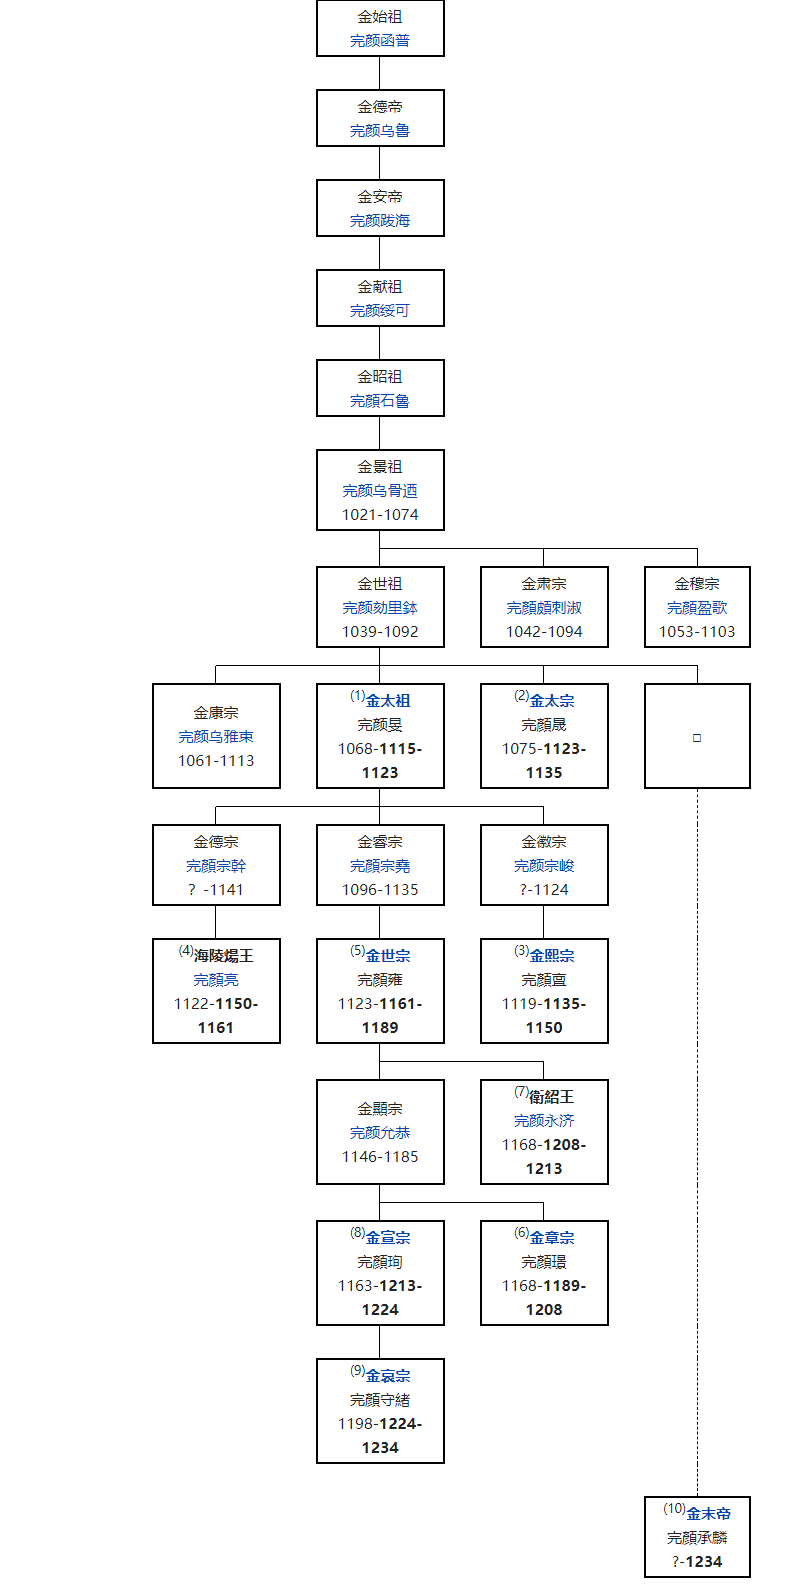 金始祖
完颜函普
金德帝
完颜乌鲁
金安帝
完颜跋海
金献祖
完颜绥可
金昭祖
完顏石魯
金景祖
完颜乌骨迺
1021-1074
金世祖
完颜劾里鉢
1039-1092
金肃宗
完顏頗刺淑
1042-1094
金穆宗
完顏盈歌
1053-1103
金康宗
完颜乌雅束
1061-1113
(1)金太祖
完颜旻
1068-1115-
1123
(2)金太宗
完顏晟
1075-1123-
1135
□
金德宗
完顏宗幹
? -1141
金睿宗
完顏宗堯
1096-1135
金徽宗
完颜宗峻
?-1124
(4)海陵煬王
完顏亮
1122-1150-
1161
(5)金世宗
完顏雍
1123-1161-
1189
(3)金熙宗
完顏亶
1119-1135-
1150
金顯宗
完颜允恭
1146-1185
(7)衛紹王
完颜永济
1168-1208-
1213
(8)金宣宗
完顏珣
1163-1213-
1224
(6)金章宗
完顏璟
1168-1189-
1208
(9)金哀宗
完顏守緒
1198-1224-
1234
(10)金末帝
完顏承麟
?-1234